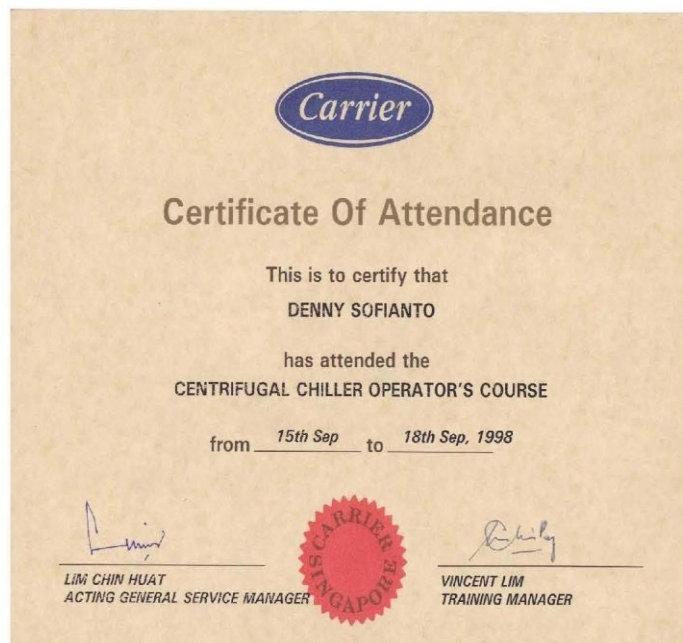 Carrier
Certificate Of Attendance
This is to certify that
DENNY SOFIANTO
has attended the
CENTRIFUGAL CHILLER OPERATOR'S COURSE
from 15th Sep to 18th Sep, 1998
CARRIER
SINGAPORE
LIM CHIN HUAT
ACTING GENERAL SERVICE MANAGER
VINCENT LIM
TRAINING MANAGER